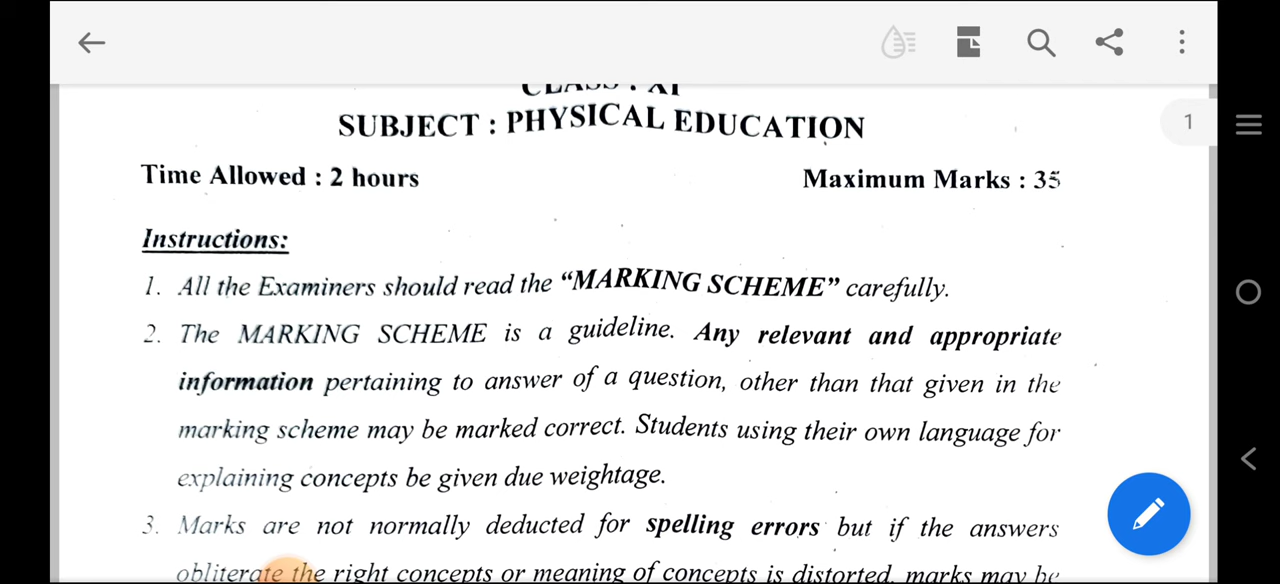 CLASS : XI
SUBJECT : PHYSICAL EDUCATION
1
Time Allowed : 2 hours Maximum Marks : 35
Instructions:
1. All the Examiners should read the “MARKING SCHEME” carefully.
2. The MARKING SCHEME is a guideline. Any relevant and appropriate
information pertaining to answer of a question, other than that given in the
marking scheme may be marked correct. Students using their own language for
explaining concepts be given due weightage.
3. Marks are not normally deducted for spelling errors but if the answers
obliterate the right concepts or meaning of concepts is distorted, marks may be